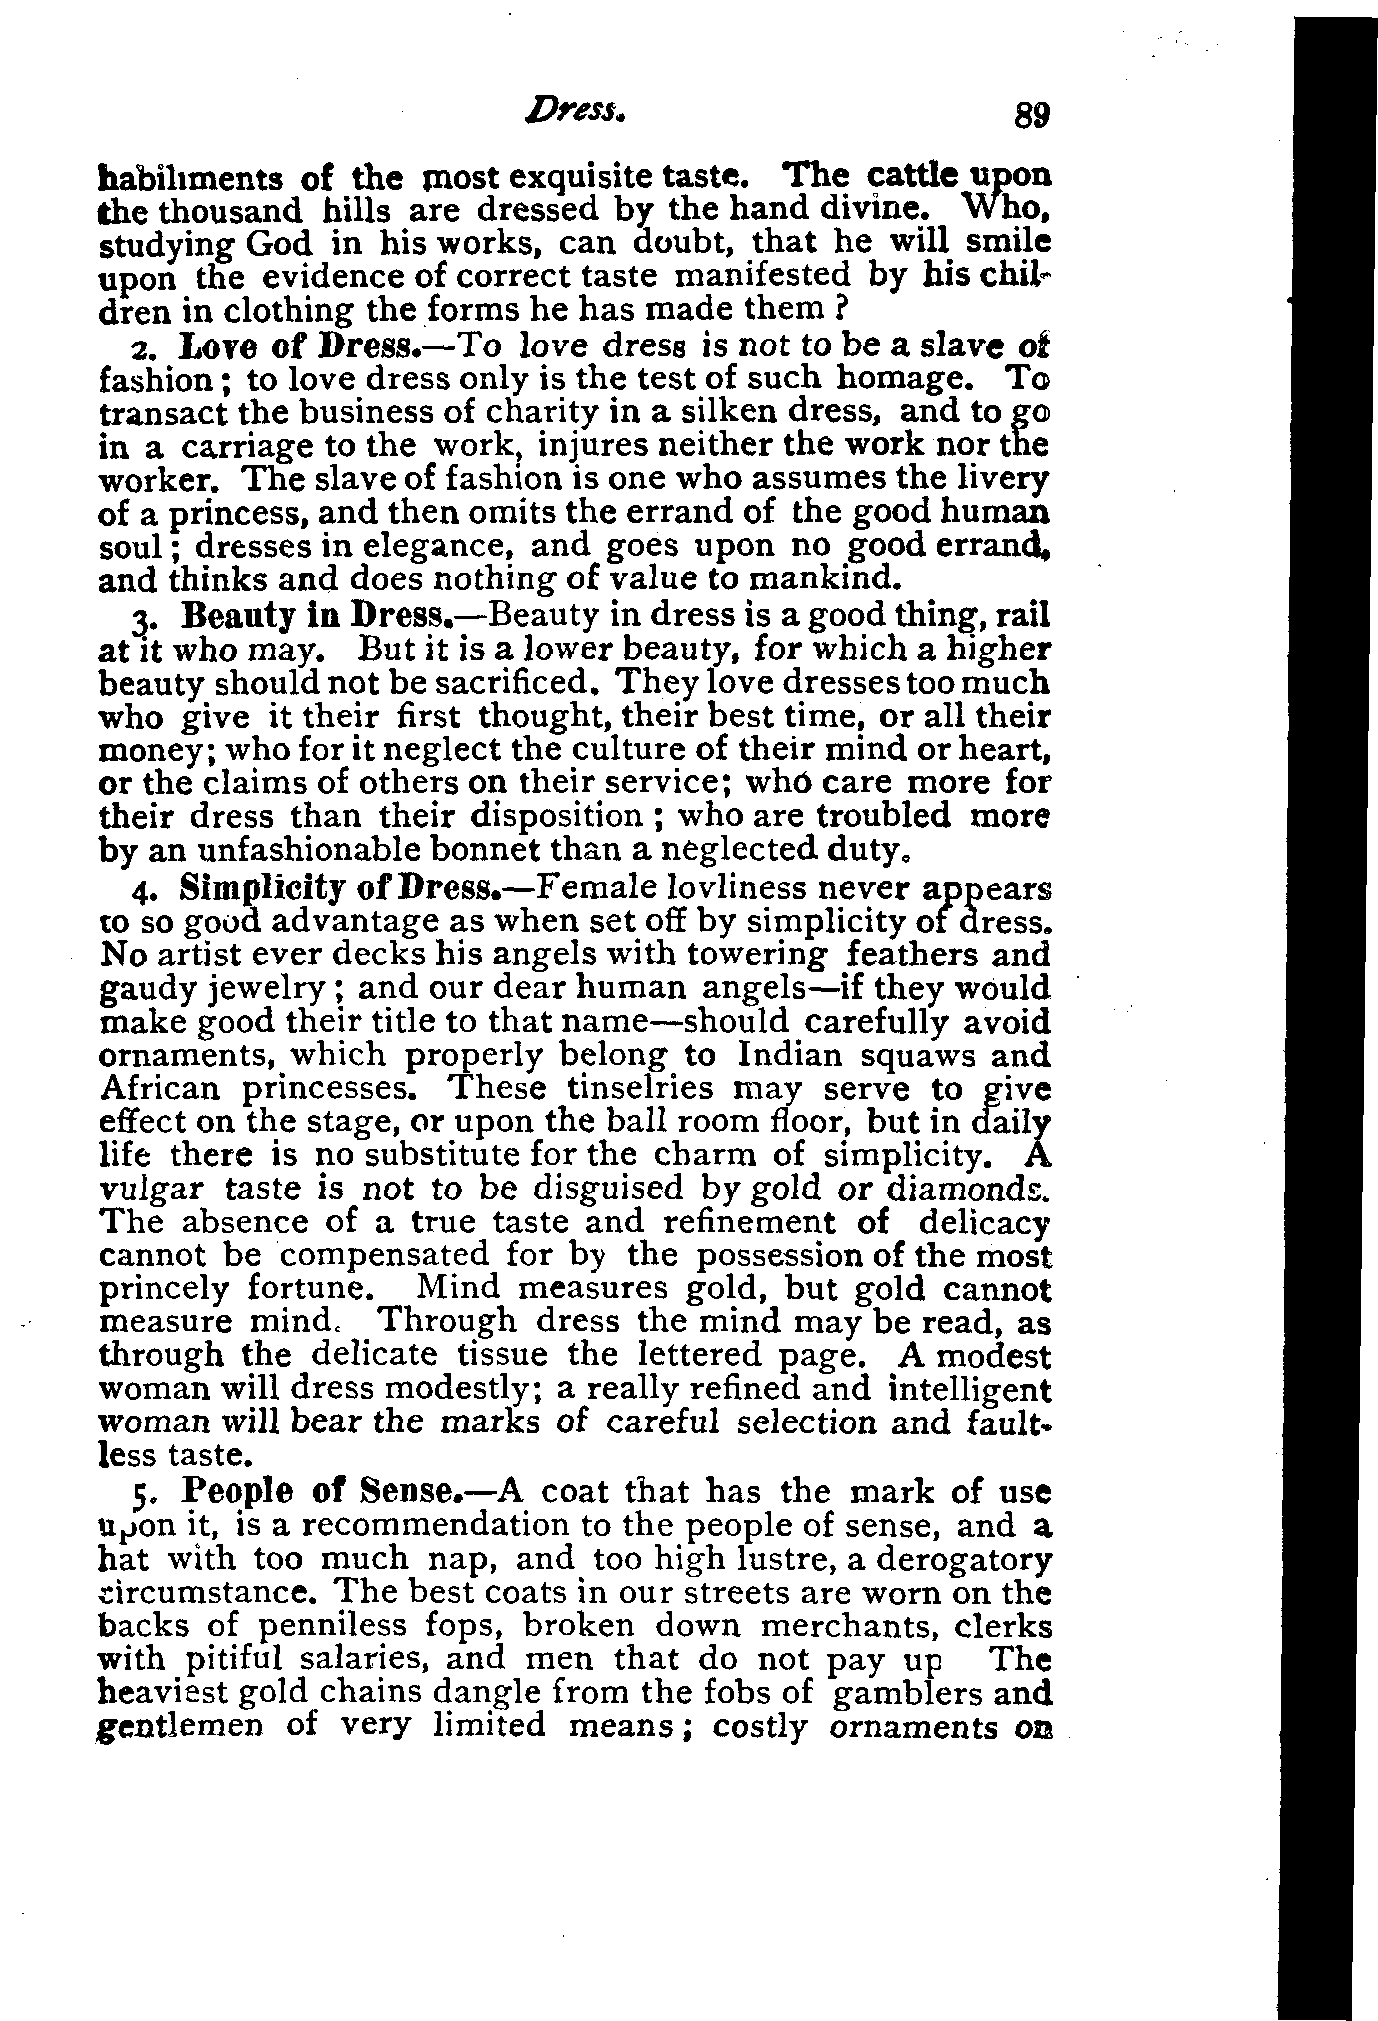 Dress. 89
habiliments of the most exquisite taste. The cattle upon
the thousand hills are dressed by the hand divine. Who,
studying God in his works, can doubt, that he will smile
upon the evidence of correct taste manifested by his chil-
dren in clothing the forms he has made them ?
2. Love of Dress.—To love dress is not to be a slave of
fashion; to love dress only is the test of such homage. To
transact the business of charity in a silken dress, and to go
in a carriage to the work, injures neither the work nor the
worker. The slave of fashion is one who assumes the livery
of a princess, and then omits the errand of the good human
soul; dresses in elegance, and goes upon no good errand,
and thinks and does nothing of value to mankind.
3. Beauty in Dress.—Beauty in dress is a good thing, rail
at it who may. But it is a lower beauty, for which a higher
beauty should not be sacrificed. They love dresses too much
who give it their first thought, their best time, or all their
money; who for it neglect the culture of their mind or heart,
or the claims of others on their service; who care more for
their dress than their disposition; who are troubled more
by an unfashionable bonnet than a neglected duty.
4. Simplicity of Dress.—Female lovliness never appears
to so good advantage as when set off by simplicity of dress.
No artist ever decks his angels with towering feathers and
gaudy jewelry; and our dear human angels—if they would
make good their title to that name—should carefully avoid
ornaments, which properly belong to Indian squaws and
African princesses. These tinselries may serve to give
effect on the stage, or upon the ball room floor, but in daily
life there is no substitute for the charm of simplicity. A
vulgar taste is not to be disguised by gold or diamonds.
The absence of a true taste and refinement of delicacy
cannot be compensated for by the possession of the most
princely fortune. Mind measures gold, but gold cannot
measure mind. Through dress the mind may be read, as
through the delicate tissue the lettered page. A modest
woman will dress modestly; a really refined and intelligent
woman will bear the marks of careful selection and fault-
less taste.
5. People of Sense.—A coat that has the mark of use
upon it, is a recommendation to the people of sense, and a
hat with too much nap, and too high lustre, a derogatory
circumstance. The best coats in our streets are worn on the
backs of penniless fops, broken down merchants, clerks
with pitiful salaries, and men that do not pay up The
heaviest gold chains dangle from the fobs of gamblers and
gentlemen of very limited means; costly ornaments on